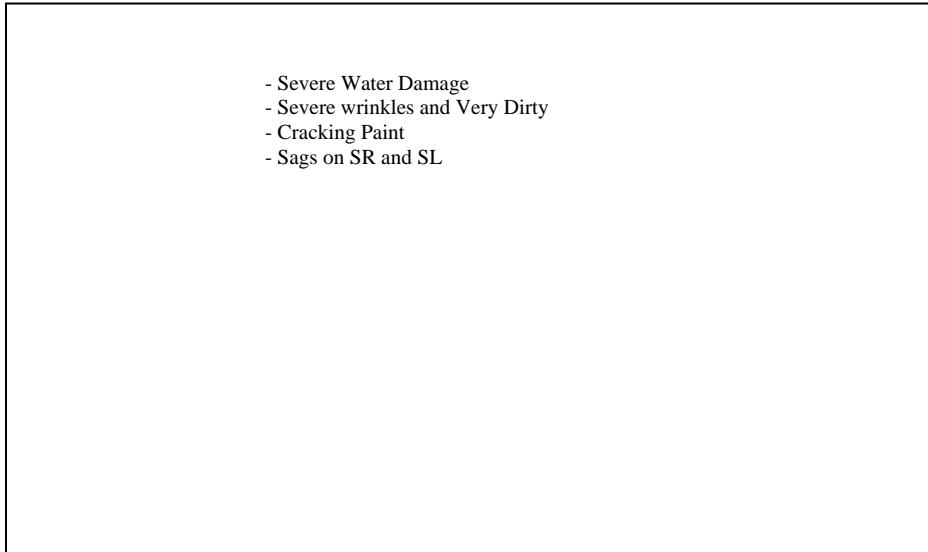 - Severe Water Damage
- Severe wrinkles and Very Dirty
- Cracking Paint
- Sags on SR and SL